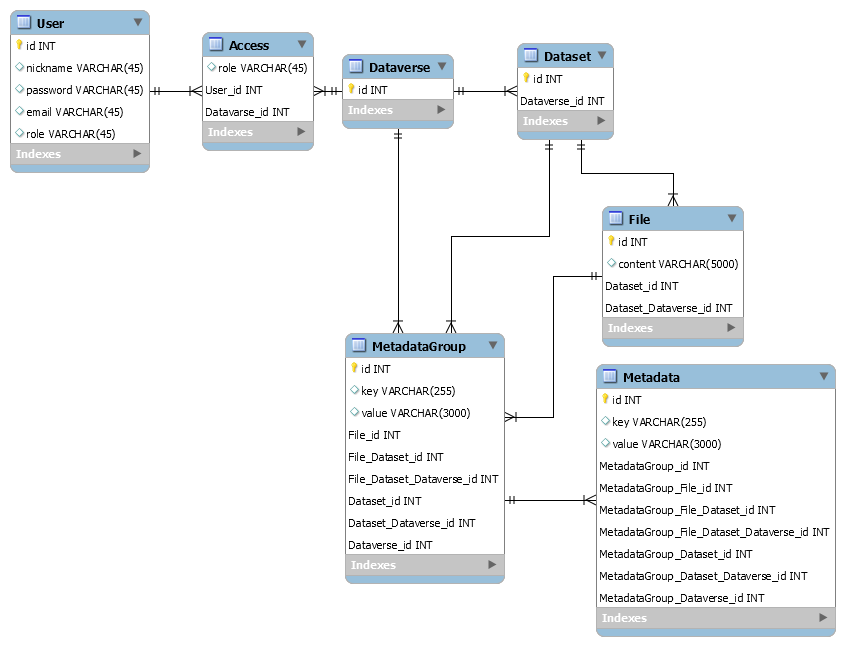 User
id INT
nickname VARCHAR(45)
password VARCHAR(45)
email VARCHAR(45)
role VARCHAR(45)
Indexes
Access
role VARCHAR(45)
User_id INT
Datavarse_id INT
Indexes
Dataverse
id INT
Indexes
Dataset
id INT
Dataverse_id INT
Indexes
File
id INT
content VARCHAR(5000)
Dataset_id INT
Dataset_Dataverse_id INT
Indexes
MetadataGroup
id INT
key VARCHAR(255)
value VARCHAR(3000)
File_id INT
File_Dataset_id INT
File_Dataset_Dataverse_id INT
Dataset_id INT
Dataset_Dataverse_id INT
Dataverse_id INT
Indexes
Metadata
id INT
key VARCHAR(255)
value VARCHAR(3000)
MetadataGroup_id INT
MetadataGroup_File_id INT
MetadataGroup_File_Dataset_id INT
MetadataGroup_File_Dataset_Dataverse_id INT
MetadataGroup_Dataset_id INT
MetadataGroup_Dataset_Dataverse_id INT
MetadataGroup_Dataverse_id INT
Indexes